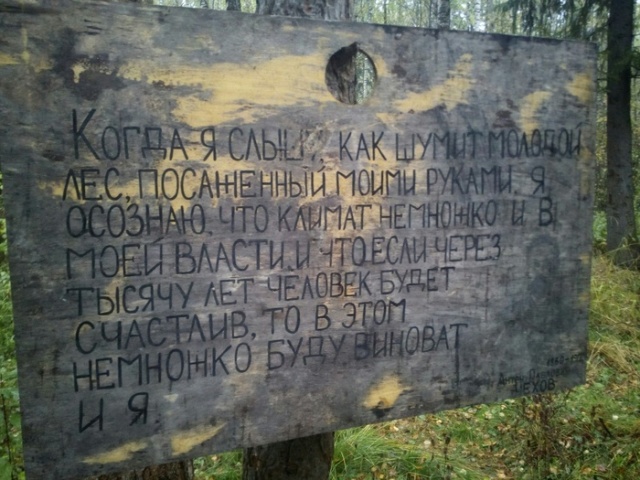 КОГДА Я СЛЫШУ, КАК ШУМИТ МОЛОДОЙ
ЛЕС, ПОСАЖЕННЫЙ МОИМИ РУКАМИ, Я
ОСОЗНАЮ, ЧТО КЛИМАТ НЕМНОЖКО И В
МОЕЙ ВЛАСТИ, И ЧТО ЕСЛИ ЧЕРЕЗ
ТЫСЯЧУ ЛЕТ ЧЕЛОВЕК БУДЕТ
СЧАСТЛИВ, ТО В ЭТОМ
НЕМНОЖКО БУДУ ВИНОВАТ
И Я
ЧЕХОВ